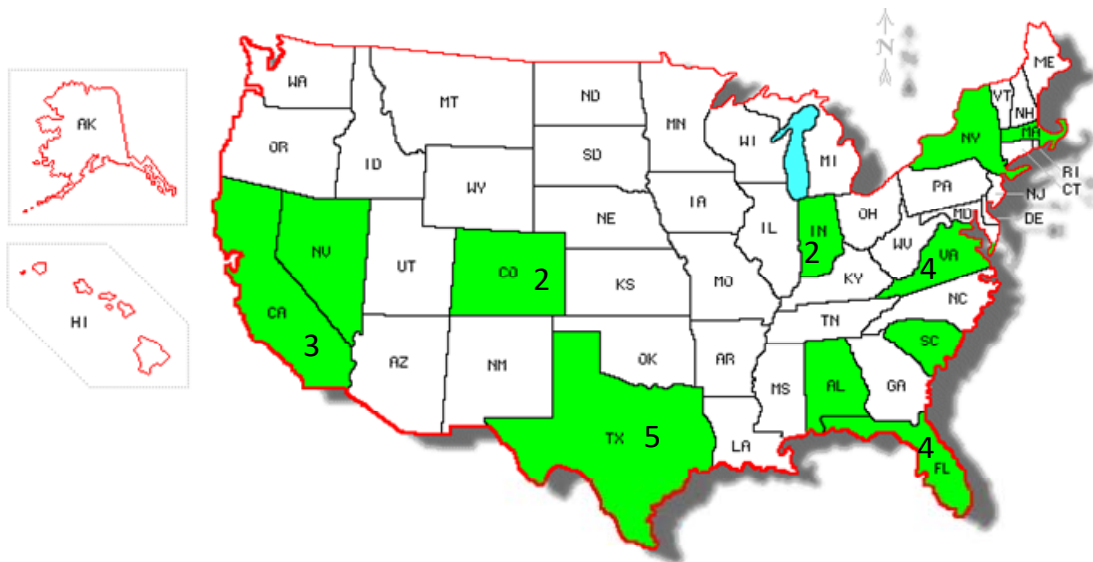 ME
WA
VT
ND
MT
NH
MN
OR
NY
MA
WI
SD
ID
MI
RI
WY
CT
PA
NJ
IA
NE
OH
MD
DE
IL
IN
NV
WV
VA
UT
CO
2
2
4
KS
MO
KY
CA
NC
3
TN
SC
AZ
NM
OK
AR
MS
AL
GA
TX
5
LA
4
FL
AK
HI
N